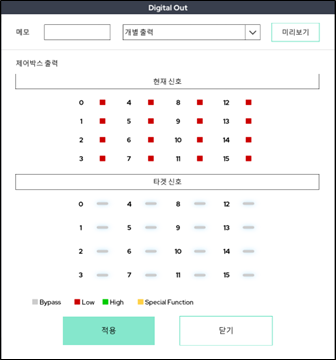 Digital Out
메모 개별 출력 미리보기
제어박스 출력
현재 신호
0 4 8 12
1 5 9 13
2 6 10 14
3 7 11 15
타겟 신호
0 4 8 12
1 5 9 13
2 6 10 14
3 7 11 15
Bypass Low High Special Function
적용 닫기